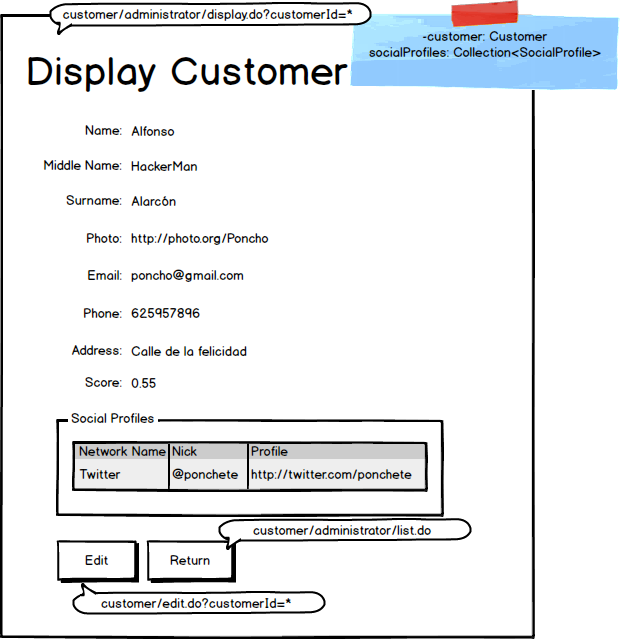 customer/administrator/display.do?customerId=*
-customer: Customer
socialProfiles: Collection<SocialProfile>
Display Customer
Name: Alfonso
Middle Name: HackerMan
Surname: Alarcón
Photo: http://photo.org/Poncho
Email: poncho@gmail.com
Phone: 625957896
Address: Calle de la felicidad
Score: 0.55
Social Profiles
Network Name Nick Profile
Twitter @ponchete http://twitter.com/ponchete
customer/administrator/list.do
Edit Return
customer/edit.do?customerId=*